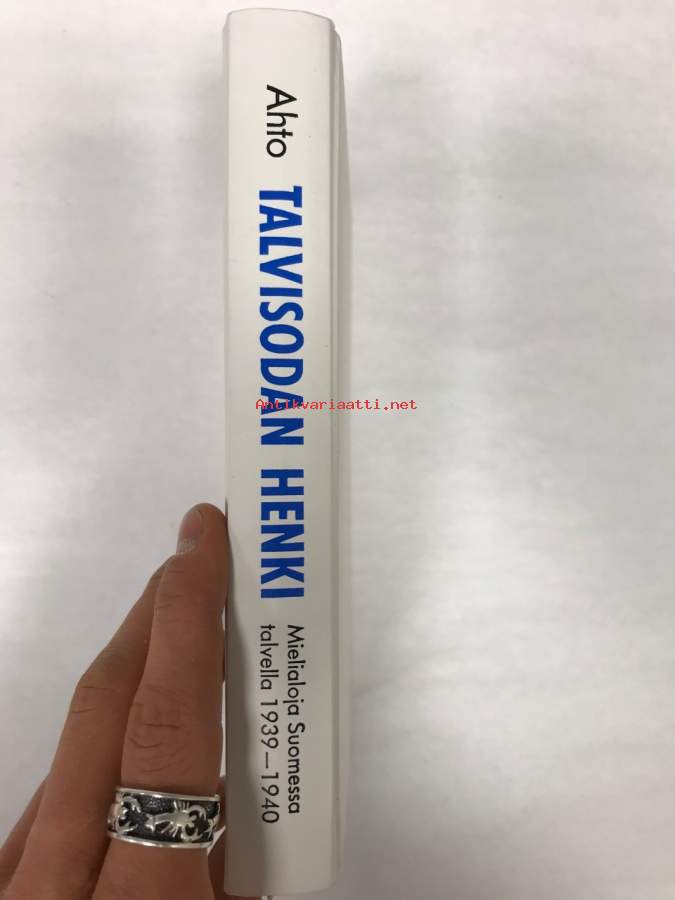 Ahto
TALVISODAN HENKI
Mielialoja Suomessa
talvella 1939–1940
Antikvariaatti.net